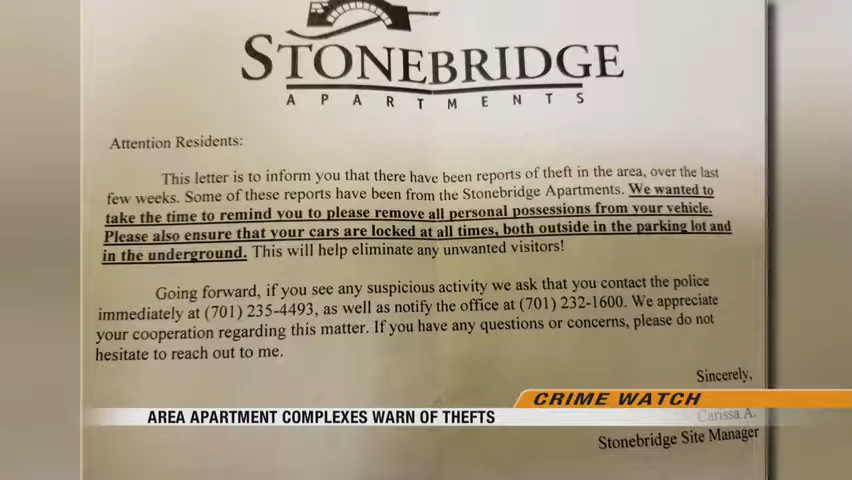 STONEBRIDGE
APARTMENTS
Attention Residents:
This letter is to inform you that there have been reports of theft in the area, over the last
few weeks. Some of these reports have been from the Stonebridge Apartments. We wanted to
take the time to remind you to please remove all personal possessions from your vehicle.
Please also ensure that your cars are locked at all times, both outside in the parking lot and
in the underground. This will help eliminate any unwanted visitors!
Going forward, if you see any suspicious activity we ask that you contact the police
immediately at (701) 235-4493, as well as notify the office at (701) 232-1600. We appreciate
your cooperation regarding this matter. If you have any questions or concerns, please do not
hesitate to reach out to me.
Sincerely,
CRIME WATCH
AREA APARTMENT COMPLEXES WARN OF THEFTS
Carissa A.
Stonebridge Site Manager